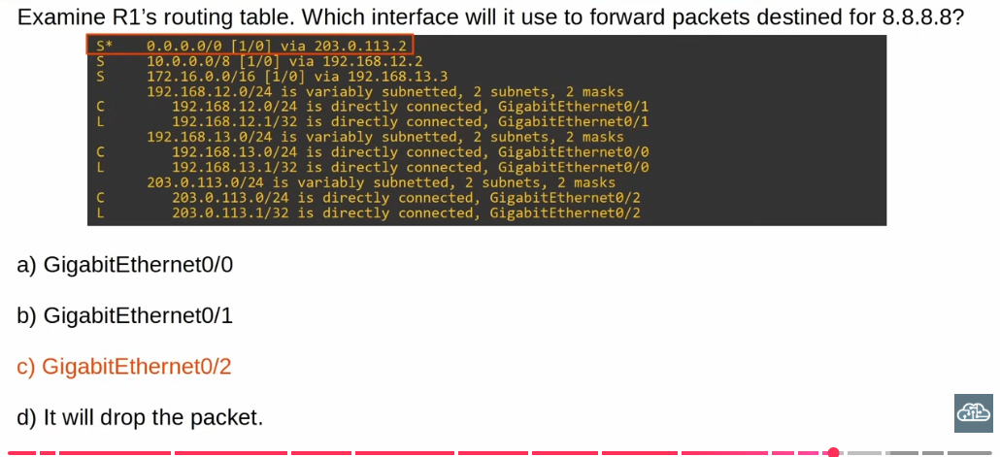 Examine R1’s routing table. Which interface will it use to forward packets destined for 8.8.8.8?
S* 0.0.0.0/0 [1/0] via 203.0.113.2
S 10.0.0.0/8 [1/0] via 192.168.12.2
S 172.16.0.0/16 [1/0] via 192.168.13.3
192.168.12.0/24 is variably subnetted, 2 subnets, 2 masks
C 192.168.12.0/24 is directly connected, GigabitEthernet0/1
L 192.168.12.1/32 is directly connected, GigabitEthernet0/1
192.168.13.0/24 is variably subnetted, 2 subnets, 2 masks
C 192.168.13.0/24 is directly connected, GigabitEthernet0/0
L 192.168.13.1/32 is directly connected, GigabitEthernet0/0
203.0.113.0/24 is variably subnetted, 2 subnets, 2 masks
C 203.0.113.0/24 is directly connected, GigabitEthernet0/2
L 203.0.113.1/32 is directly connected, GigabitEthernet0/2
a) GigabitEthernet0/0
b) GigabitEthernet0/1
c) GigabitEthernet0/2
d) It will drop the packet.